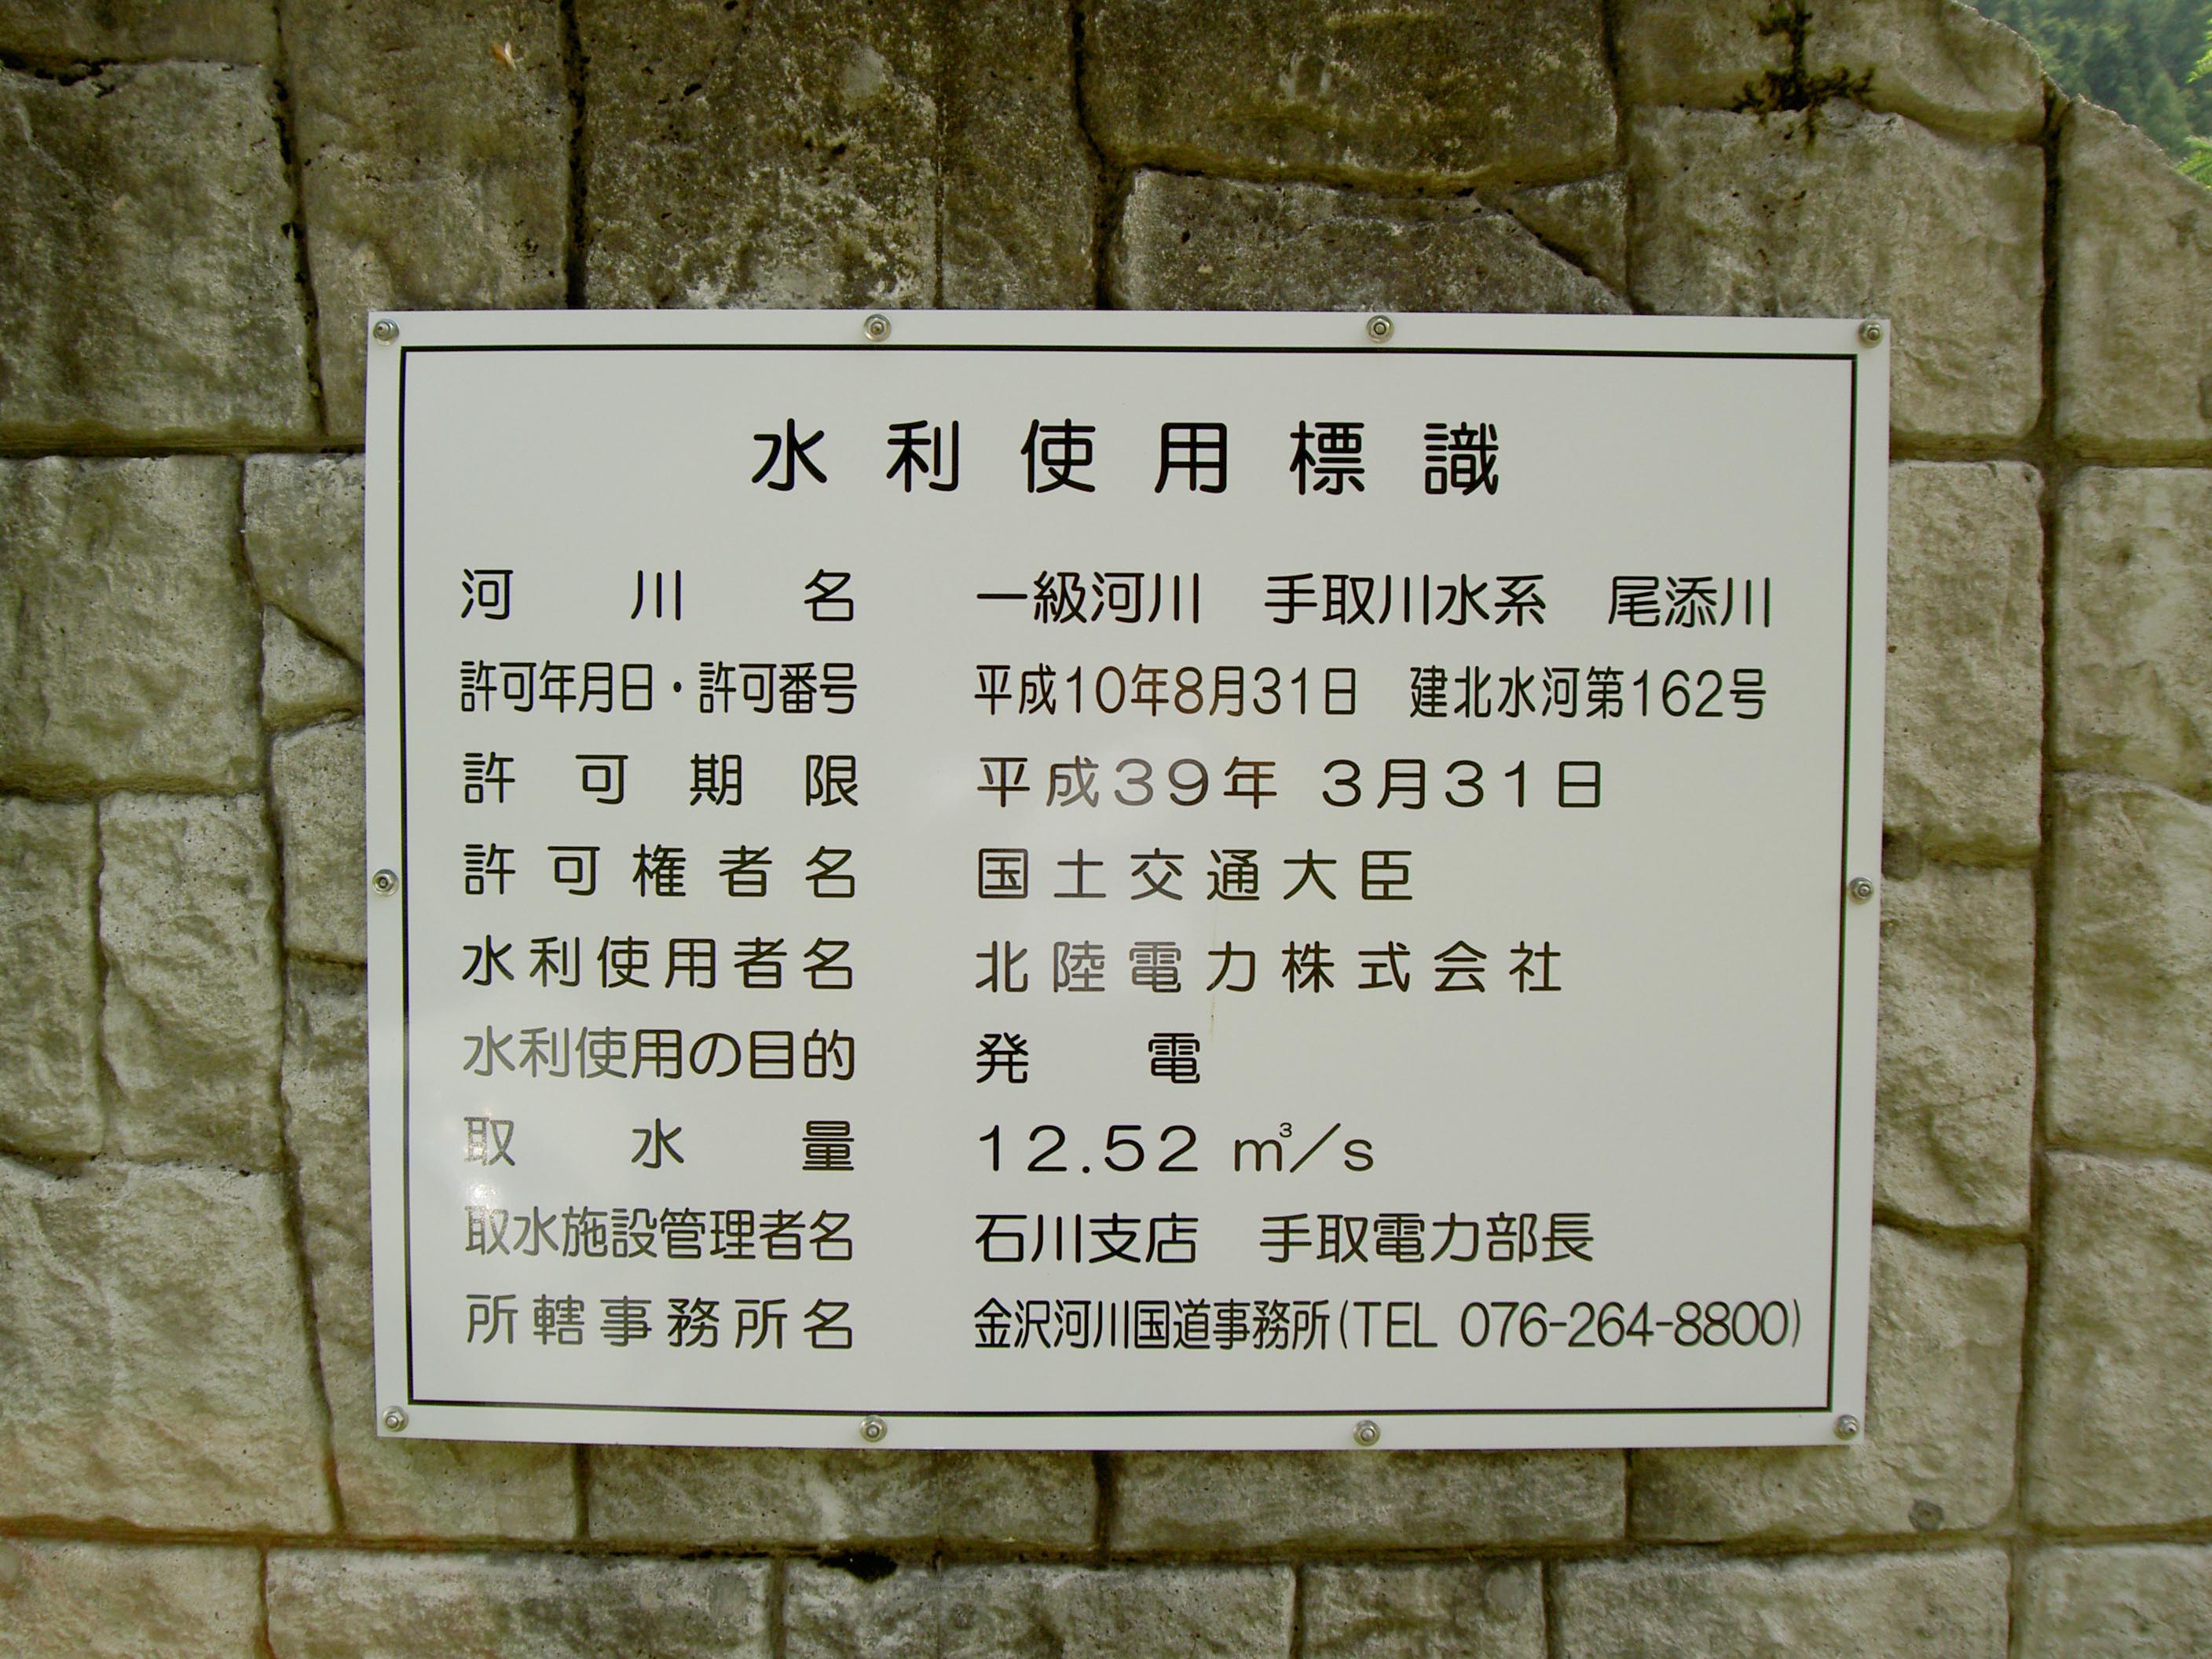 水利使用標識
河川名 一級河川 手取川水系 尾添川
許可年月日・許可番号 平成10年8月31日 建北水河第162号
許可期限 平成39年 3月31日
許可権者名 国土交通大臣
水利使用者名 北陸電力株式会社
水利使用の目的 発電
取水量 12.52 m³/s
取水施設管理者名 石川支店 手取電力部長
所轄事務所名 金沢河川国道事務所(TEL 076-264-8800)